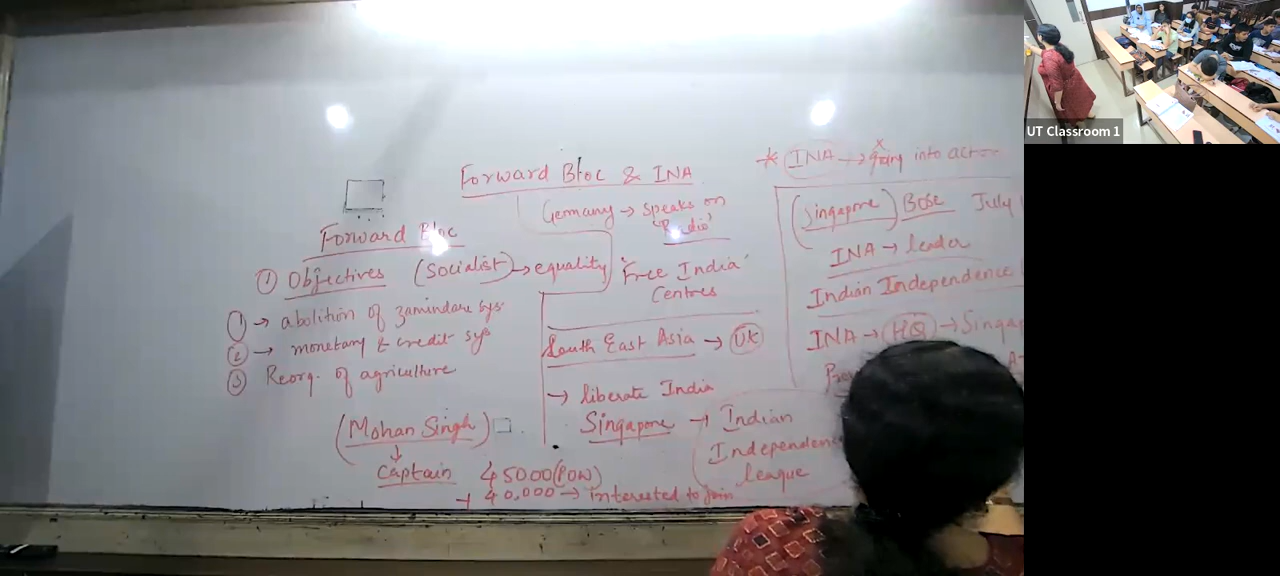 Forward Bloc & INA
Forward Bloc
① Objectives (Socialist) → equality
① → abolition of zamindare sys
② → monetary & credit sys
③ Reorg. of agriculture
(Mohan Singh)
↓
Captain 45000 (POW)
→ 40,000 → interested to join
Germany → speaks on
'Radio'
'Free India'
Centres
South East Asia → UK
→ liberate India
Singapore → Indian
Independence
league
* INA → going into action
(Singapore) Bose July
INA → leader
Indian Independence
INA → HQ → Singap
UT Classroom 1